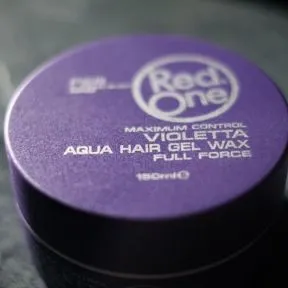 Red
One
MAXIMUM CONTROL
VIOLETTA
AQUA HAIR GEL WAX
FULL FORCE
150ml℮